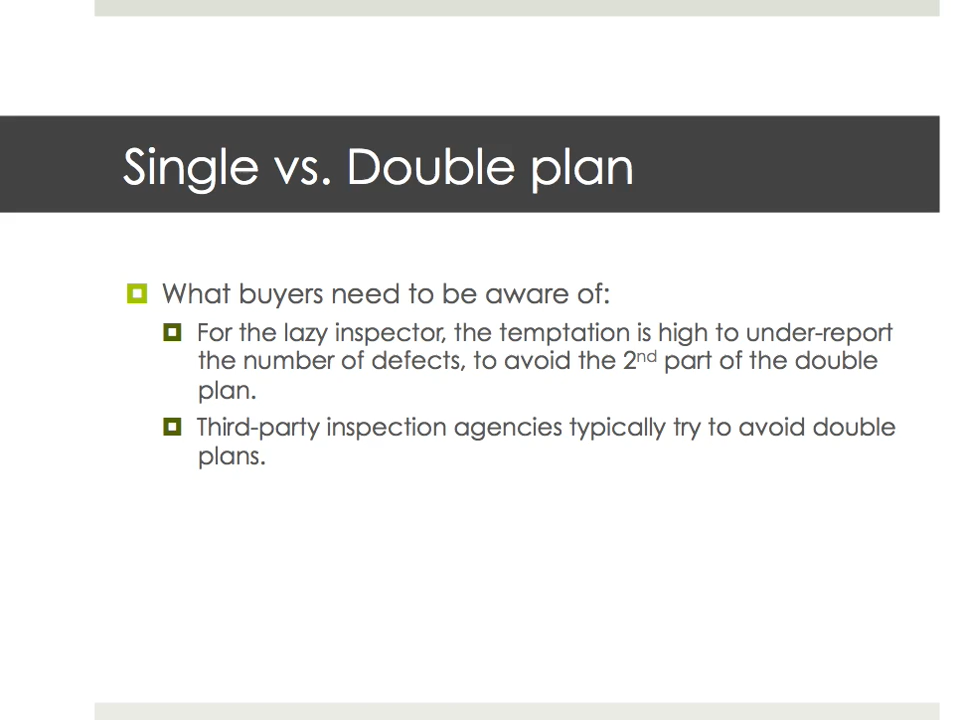 Single vs. Double plan
What buyers need to be aware of:
For the lazy inspector, the temptation is high to under-report
the number of defects, to avoid the 2nd part of the double
plan.
Third-party inspection agencies typically try to avoid double
plans.